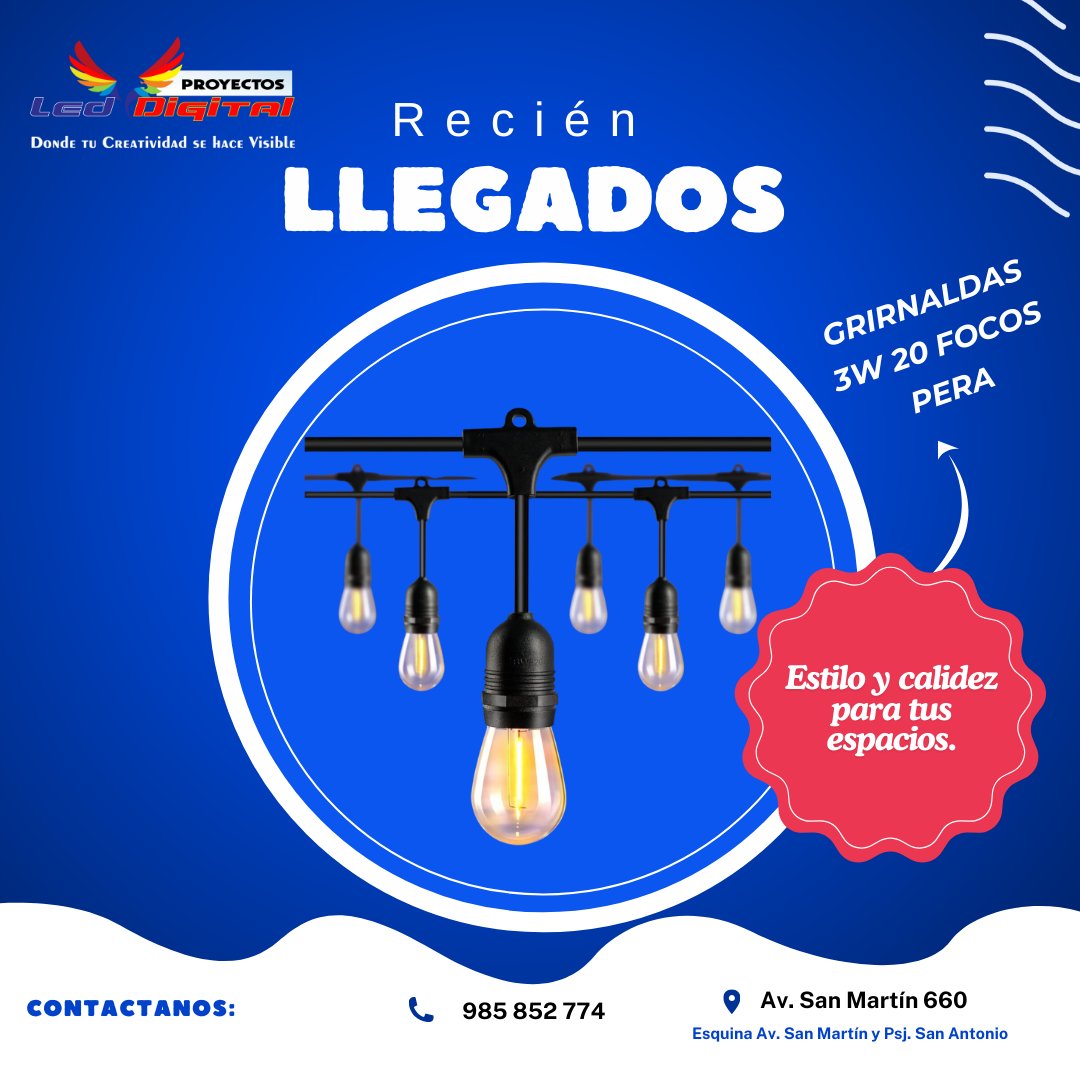 PROYECTOS
Led Digital
Donde tu Creatividad se hace Visible
Recién
LLEGADOS
GRIRNALDAS
3W 20 FOCOS
PERA
Estilo y calidez
para tus
espacios.
CONTACTANOS:
985 852 774
Av. San Martín 660
Esquina Av. San Martín y Psj. San Antonio